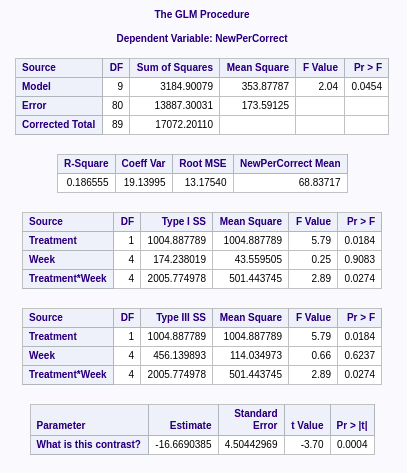 The GLM Procedure
Dependent Variable: NewPerCorrect
Source DF Sum of Squares Mean Square F Value Pr > F
Model 9 3184.90079 353.87787 2.04 0.0454
Error 80 13887.30031 173.59125
Corrected Total 89 17072.20110
R-Square Coeff Var Root MSE NewPerCorrect Mean
0.186555 19.13995 13.17540 68.83717
Source DF Type I SS Mean Square F Value Pr > F
Treatment 1 1004.887789 1004.887789 5.79 0.0184
Week 4 174.238019 43.559505 0.25 0.9083
Treatment*Week 4 2005.774978 501.443745 2.89 0.0274
Source DF Type III SS Mean Square F Value Pr > F
Treatment 1 1004.887789 1004.887789 5.79 0.0184
Week 4 456.139893 114.034973 0.66 0.6237
Treatment*Week 4 2005.774978 501.443745 2.89 0.0274
Parameter Estimate Standard Error t Value Pr > |t|
What is this contrast? -16.6690385 4.50442969 -3.70 0.0004